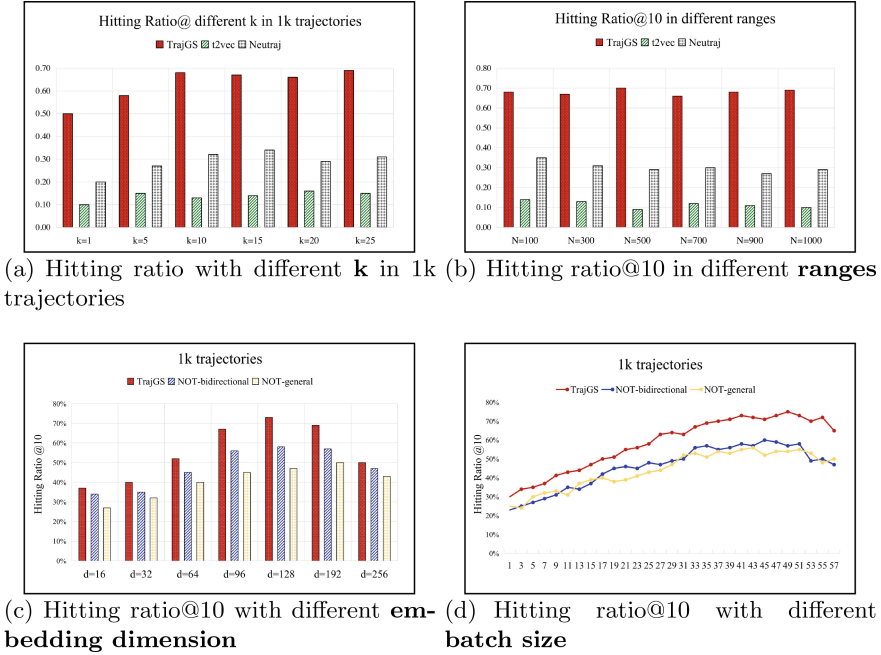 Hitting Ratio@ different k in 1k trajectories
TrajGS t2vec Neutraj
0.70
0.60
0.50
0.40
0.30
0.20
0.10
0.00
k=1 k=5 k=10 k=15 k=20 k=25
(a) Hitting ratio with different k in 1k
trajectories
Hitting Ratio@10 in different ranges
TrajGS t2vec Neutraj
0.80
0.70
0.60
0.50
0.40
0.30
0.20
0.10
0.00
N=100 N=300 N=500 N=700 N=900 N=1000
(b) Hitting ratio@10 in different ranges
1k trajectories
TrajGS NOT-bidirectional NOT-general
Hitting Ratio @10
80%
70%
60%
50%
40%
30%
20%
10%
0%
d=16 d=32 d=64 d=96 d=128 d=192 d=256
(c) Hitting ratio@10 with different em-
bedding dimension
1k trajectories
TrajGS NOT-bidirectional NOT-general
Hitting Ratio @10
80%
70%
60%
50%
40%
30%
20%
10%
0%
1 3 5 7 9 11 13 15 17 19 21 23 25 27 29 31 33 35 37 39 41 43 45 47 49 51 53 55 57
(d) Hitting ratio@10 with different
batch size